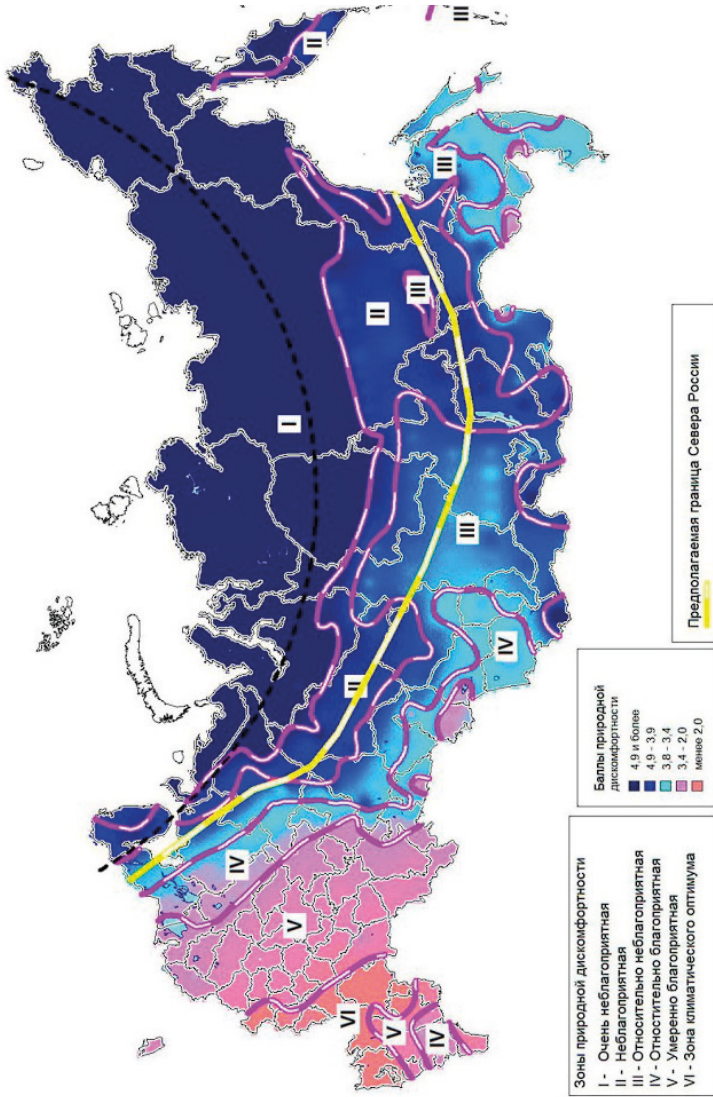 III
II
I
III
II
III
III
II
IV
IV
V
VI
V
IV
Предполагаемая граница Севера России
Баллы природной
дискомфортности
4,9 и более
4,9 - 3,9
3,8 - 3,4
3,4 - 2,0
менее 2,0
Зоны природной дискомфортности
I - Очень неблагоприятная
II - Неблагоприятная
III - Относительно неблагоприятная
IV - Отностительно благоприятная
V - Умеренно благоприятная
VI - Зона климатического оптимума